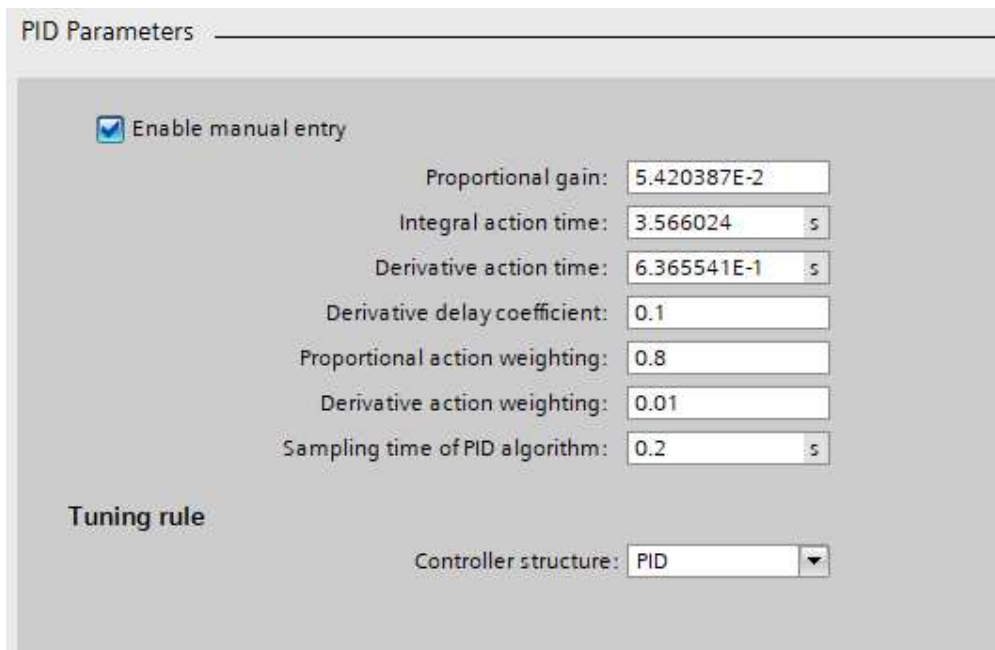 PID Parameters
Enable manual entry
Proportional gain: 5.420387E-2
Integral action time: 3.566024 s
Derivative action time: 6.365541E-1 s
Derivative delay coefficient: 0.1
Proportional action weighting: 0.8
Derivative action weighting: 0.01
Sampling time of PID algorithm: 0.2 s
Tuning rule
Controller structure: PID